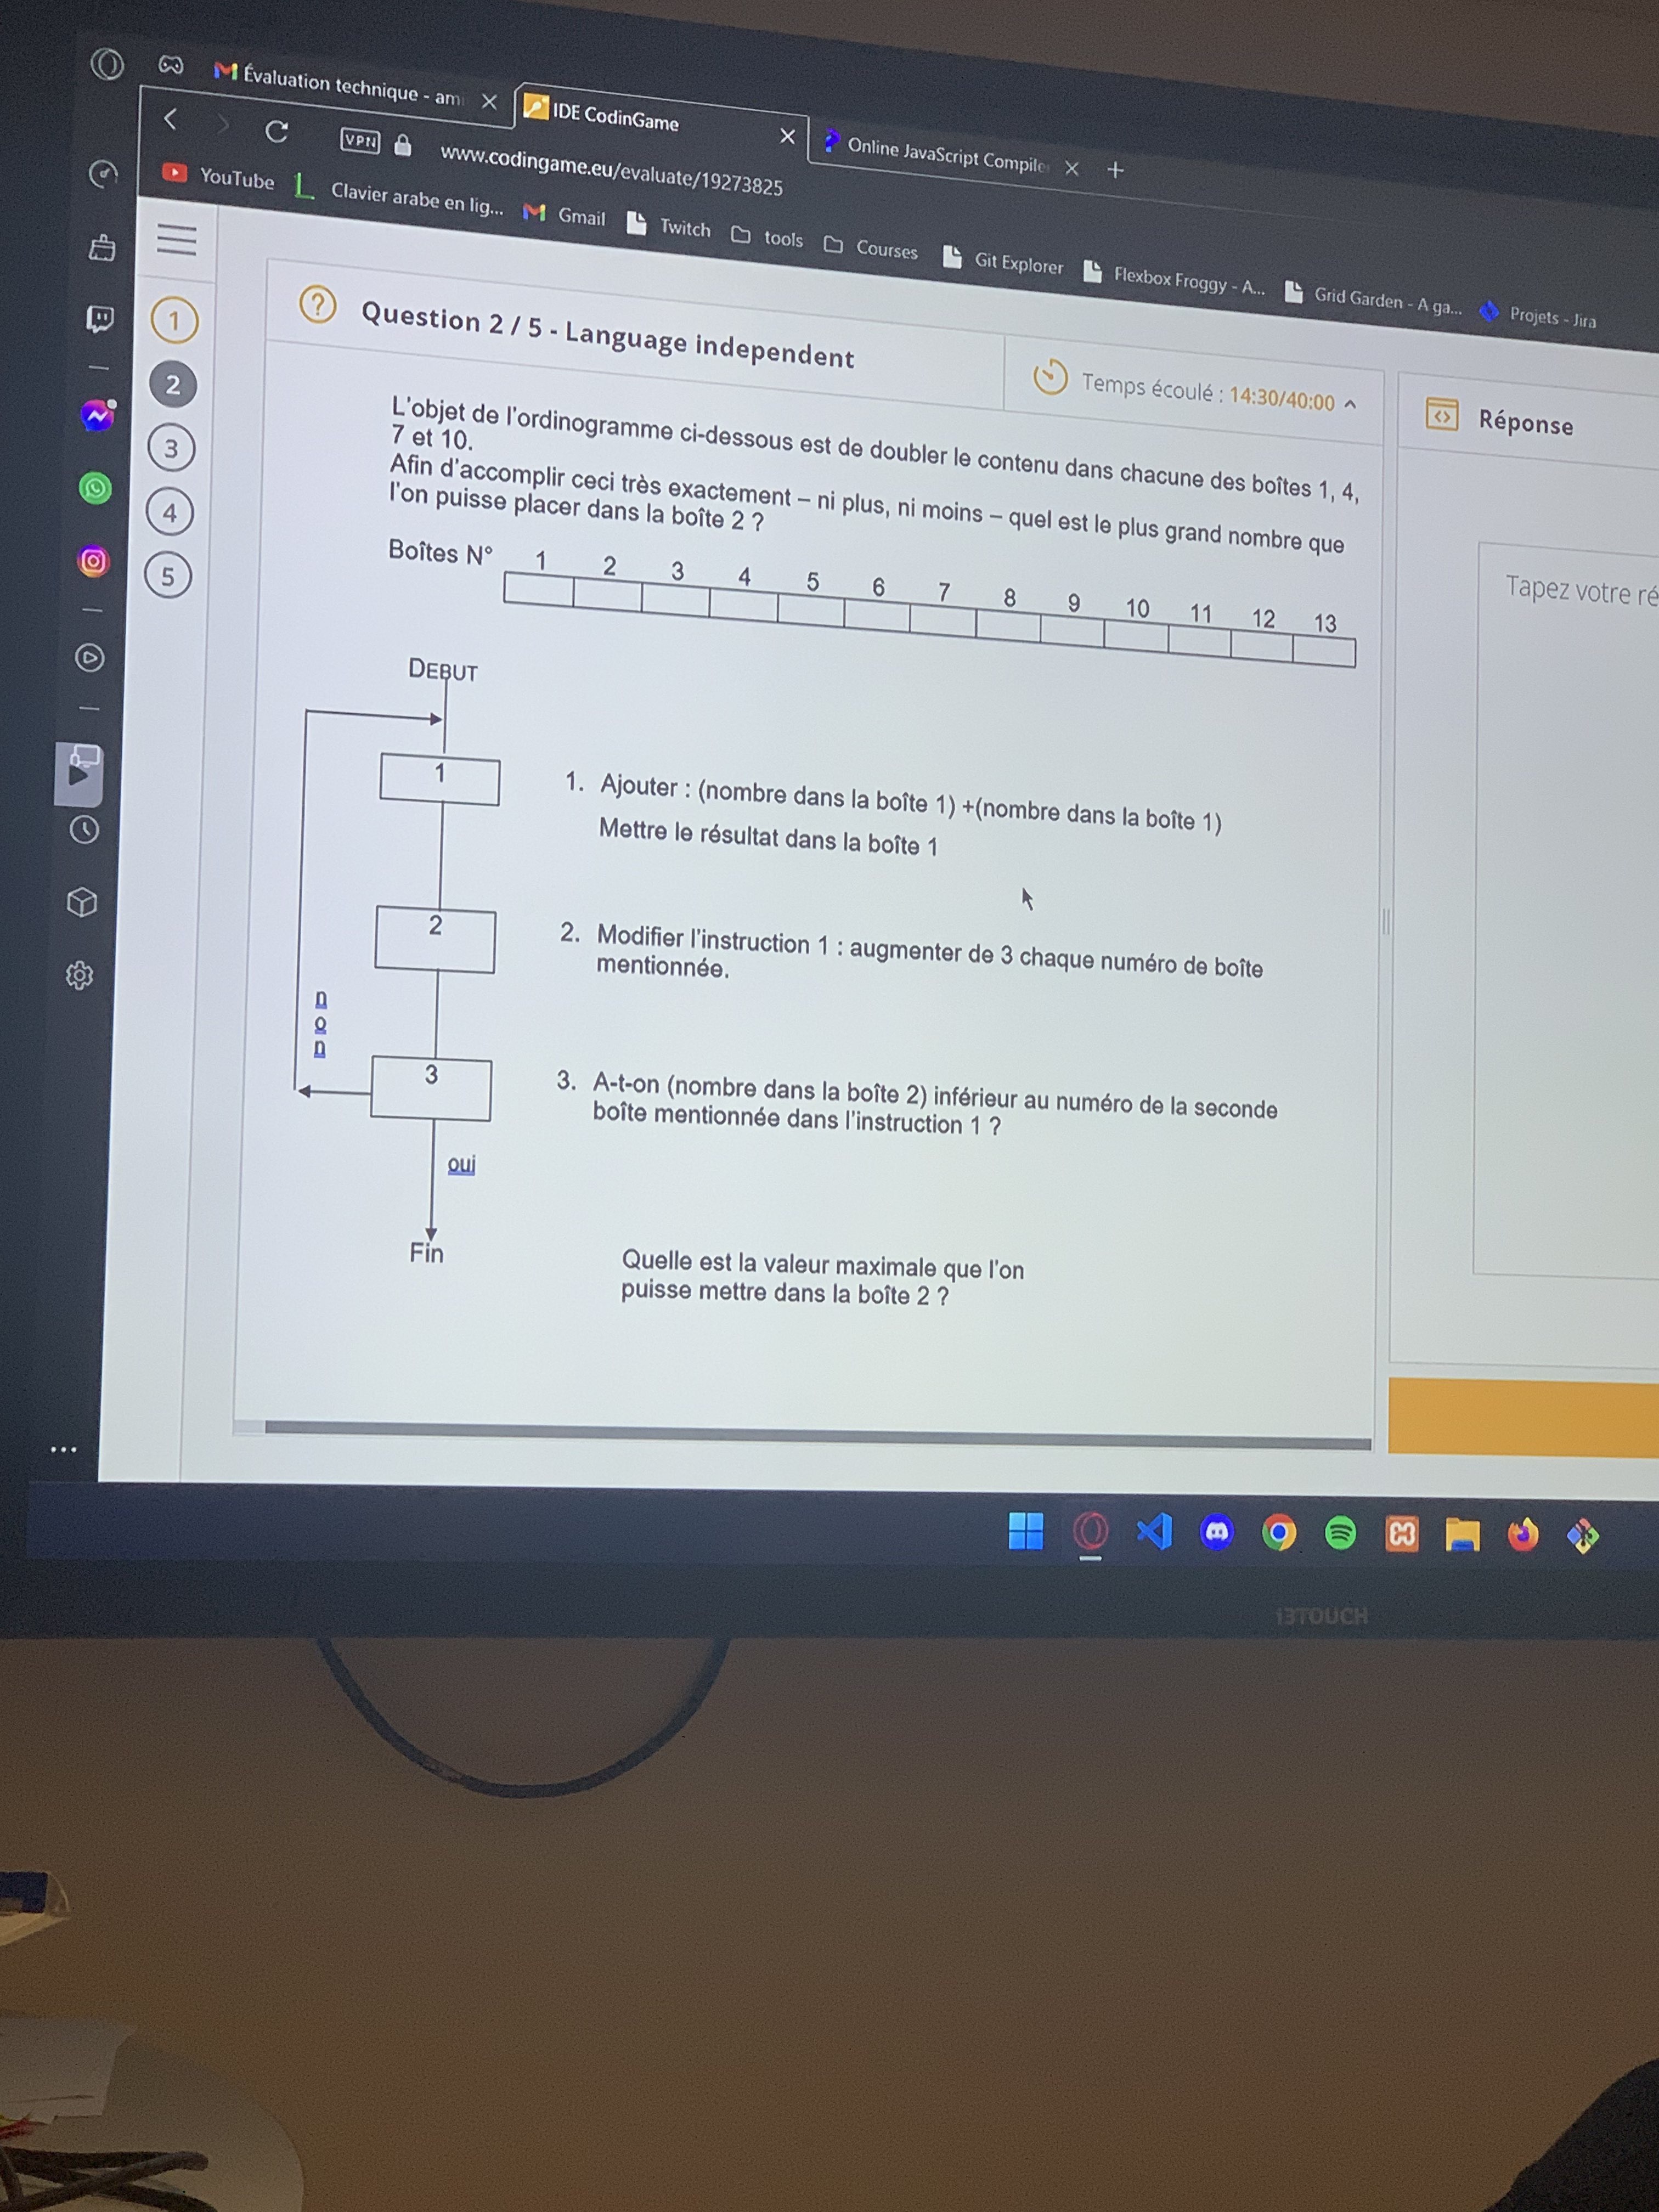 Évaluation technique - am
IDE CodinGame
Online JavaScript Compile
VPN
www.codingame.eu/evaluate/19273825
YouTube
Clavier arabe en lig...
Gmail
Twitch
tools
Courses
Git Explorer
Flexbox Froggy - A...
Grid Garden - A ga...
Projets - Jira
1
2
3
4
5
? Question 2 / 5 - Language independent
Temps écoulé : 14:30/40:00
Réponse
L'objet de l'ordinogramme ci-dessous est de doubler le contenu dans chacune des boîtes 1, 4,
7 et 10.
Afin d'accomplir ceci très exactement – ni plus, ni moins – quel est le plus grand nombre que
l'on puisse placer dans la boîte 2 ?
Tapez votre ré
Boîtes N° 1 2 3 4 5 6 7 8 9 10 11 12 13
DEBUT
1
1. Ajouter : (nombre dans la boîte 1) +(nombre dans la boîte 1)
Mettre le résultat dans la boîte 1
2
2. Modifier l'instruction 1 : augmenter de 3 chaque numéro de boîte
mentionnée.
non
3
3. A-t-on (nombre dans la boîte 2) inférieur au numéro de la seconde
boîte mentionnée dans l'instruction 1 ?
oui
Fin
Quelle est la valeur maximale que l'on
puisse mettre dans la boîte 2 ?
i3TOUCH